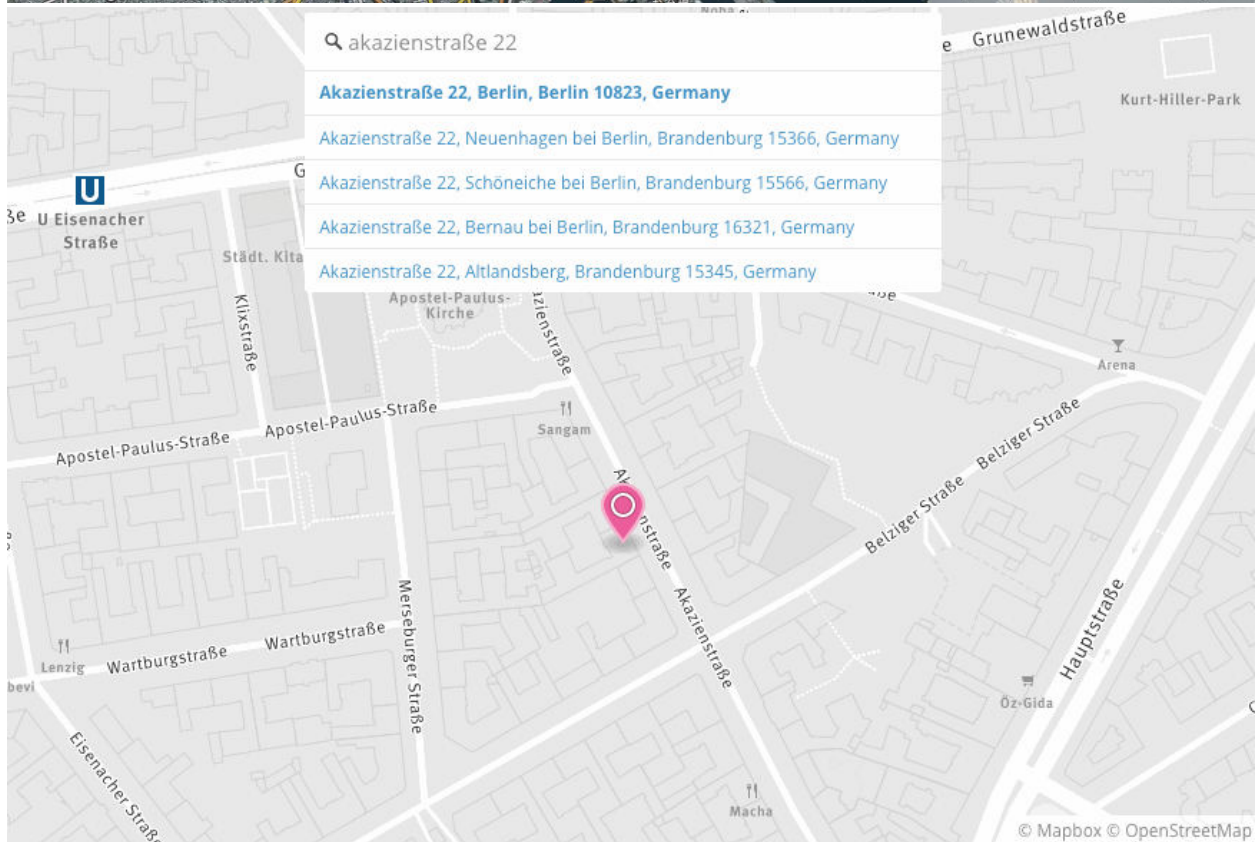 akazienstraße 22
Akazienstraße 22, Berlin, Berlin 10823, Germany
Akazienstraße 22, Neuenhagen bei Berlin, Brandenburg 15366, Germany
Akazienstraße 22, Schöneiche bei Berlin, Brandenburg 15566, Germany
Akazienstraße 22, Bernau bei Berlin, Brandenburg 16321, Germany
Akazienstraße 22, Altlandsberg, Brandenburg 15345, Germany
Grunewaldstraße
Kurt-Hiller-Park
U
U Eisenacher
Straße
Städt. Kita
Apostel-Paulus-
Kirche
Klixstraße
Arena
Apostel-Paulus-Straße
Apostel-Paulus-Straße
Sangam
Belziger Straße
Belziger Straße
Akazienstraße
Merseburger Straße
Hauptstraße
Wartburgstraße
Wartburgstraße
Lenzig
Öz-Gida
Eisenacher Straße
Macha
© Mapbox © OpenStreetMap